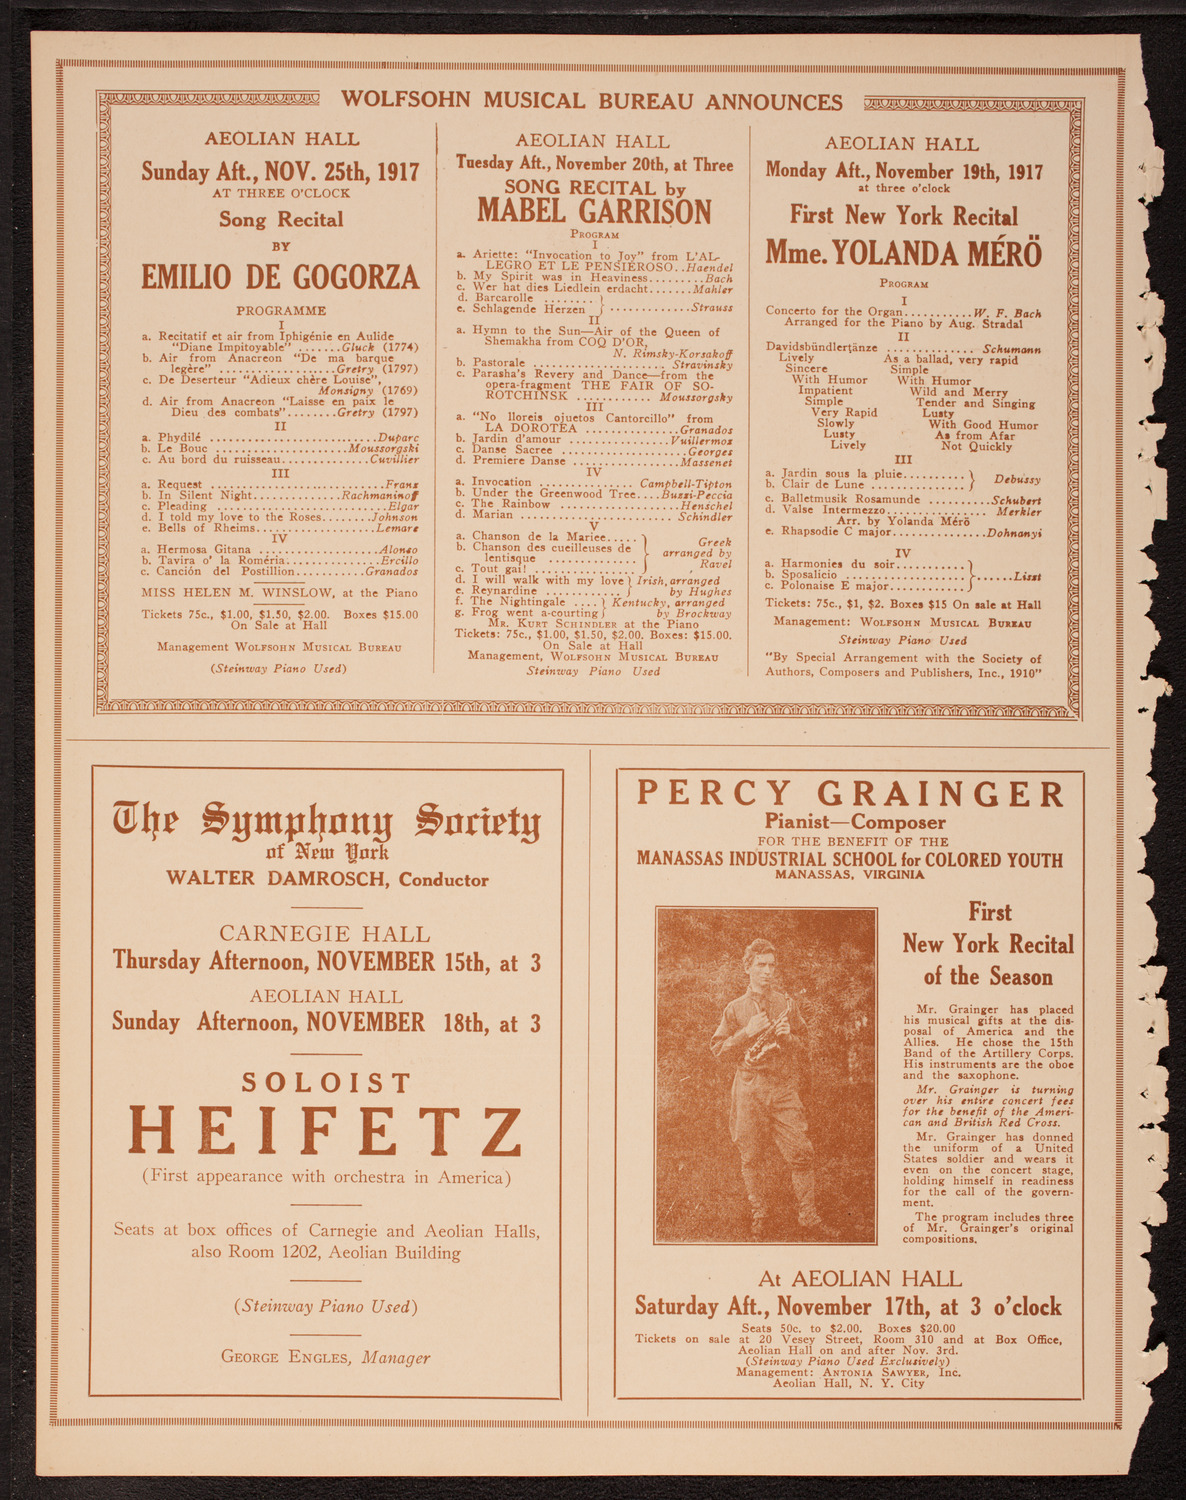 WOLFSOHN MUSICAL BUREAU ANNOUNCES
AEOLIAN HALL
Sunday Aft., NOV. 25th, 1917
AT THREE O'CLOCK
Song Recital
BY
EMILIO DE GOGORZA
PROGRAMME
I
a. Recitatif et air from Iphigénie en Aulide
"Diane Impitoyable" .......Gluck (1774)
b. Air from Anacreon "De ma barque
legère" ..................Gretry (1797)
c. De Deserteur "Adieux chère Louise",
Monsigny (1769)
d. Air from Anacreon "Laisse en paix le
Dieu des combats"........Gretry (1797)
II
a. Phydilé .........................Duparc
b. Le Bouc ....................Moussorgski
c. Au bord du ruisseau.............Cuvillier
III
a. Request ..........................Franz
b. In Silent Night.............Rachmaninoff
c. Pleading ..........................Elgar
d. I told my love to the Roses........Johnson
e. Bells of Rheims..................Lemare
IV
a. Hermosa Gitana ..................Alonso
b. Tavira o' la Roméria..............Ercillo
c. Canción del Postillion..........Granados
MISS HELEN M. WINSLOW, at the Piano
Tickets 75c., $1.00, $1.50, $2.00. Boxes $15.00
On Sale at Hall
Management WOLFSOHN MUSICAL BUREAU
(Steinway Piano Used)
AEOLIAN HALL
Tuesday Aft., November 20th, at Three
SONG RECITAL by
MABEL GARRISON
PROGRAM
I
a. Ariette: "Invocation to Joy" from L'AL-
LEGRO ET LE PENSIEROSO..Haendel
b. My Spirit was in Heaviness.........Bach
c. Wer hat dies Liedlein erdacht.......Mahler
d. Barcarolle ........ }
e. Schlagende Herzen } ............Strauss
II
a. Hymn to the Sun—Air of the Queen of
Shemakha from COQ D'OR,
N. Rimsky-Korsakoff
b. Pastorale .................... Stravinsky
c. Parasha's Revery and Dance—from the
opera-fragment THE FAIR OF SO-
ROTCHINSK ........... Moussorgsky
III
a. "No lloreis ojuetos Cantorcillo" from
LA DOROTEA ..............Granados
b. Jardin d'amour ...............Vuillermoz
c. Danse Sacree ...................Georges
d. Premiere Danse ................Massenet
IV
a. Invocation .............. Campbell-Tipton
b. Under the Greenwood Tree....Buzzi-Peccia
c. The Rainbow ..................Henschel
d. Marian ........................ Schindler
V
a. Chanson de la Mariee..... }
b. Chanson des cueilleuses de
lentisque .............
c. Tout gai! ............... }
Greek
arranged by
Ravel
d. I will walk with my love } Irish, arranged
e. Reynardine ........... } by Hughes
f. The Nightingale .... } Kentucky, arranged
g. Frog went a-courting } by Brockway
MR. KURT SCHINDLER at the Piano
Tickets: 75c., $1.00, $1.50, $2.00. Boxes: $15.00.
On Sale at Hall
Management, WOLFSOHN MUSICAL BUREAU
Steinway Piano Used
AEOLIAN HALL
Monday Aft., November 19th, 1917
at three o'clock
First New York Recital
Mme. YOLANDA MÉRÖ
PROGRAM
I
Concerto for the Organ..........W. F. Bach
Arranged for the Piano by Aug. Stradal
II
Davidsbündlertänze ............. Schumann
Lively As a ballad, very rapid
Sincere Simple
With Humor With Humor
Impatient Wild and Merry
Simple Tender and Singing
Very Rapid Lusty
Slowly With Good Humor
Lusty As from Afar
Lively Not Quickly
III
a. Jardin sous la pluie.......... }
b. Clair de Lune ............... } Debussy
c. Balletmusik Rosamunde ..........Schubert
d. Valse Intermezzo................ Merkler
Arr. by Yolanda Mérö
e. Rhapsodie C major...............Dohnanyi
IV
a. Harmonies du soir........... }
b. Sposalicio .................. }......Liszt
c. Polonaise E major............ }
Tickets: 75c., $1, $2. Boxes $15 On sale at Hall
Management: WOLFSOHN MUSICAL BUREAU
Steinway Piano Used
"By Special Arrangement with the Society of
Authors, Composers and Publishers, Inc., 1910"
The Symphony Society
of New York
WALTER DAMROSCH, Conductor
CARNEGIE HALL
Thursday Afternoon, NOVEMBER 15th, at 3
AEOLIAN HALL
Sunday Afternoon, NOVEMBER 18th, at 3
SOLOIST
HEIFETZ
(First appearance with orchestra in America)
Seats at box offices of Carnegie and Aeolian Halls,
also Room 1202, Aeolian Building
(Steinway Piano Used)
GEORGE ENGLES, Manager
PERCY GRAINGER
Pianist—Composer
FOR THE BENEFIT OF THE
MANASSAS INDUSTRIAL SCHOOL for COLORED YOUTH
MANASSAS, VIRGINIA
First
New York Recital
of the Season
Mr. Grainger has placed
his musical gifts at the dis-
posal of America and the
Allies. He chose the 15th
Band of the Artillery Corps.
His instruments are the oboe
and the saxophone.
Mr. Grainger is turning
over his entire concert fees
for the benefit of the Ameri-
can and British Red Cross.
Mr. Grainger has donned
the uniform of a United
States soldier and wears it
even on the concert stage,
holding himself in readiness
for the call of the govern-
ment.
The program includes three
of Mr. Grainger's original
compositions.
At AEOLIAN HALL
Saturday Aft., November 17th, at 3 o'clock
Seats 50c. to $2.00. Boxes $20.00
Tickets on sale at 20 Vesey Street, Room 310 and at Box Office,
Aeolian Hall on and after Nov. 3rd.
(Steinway Piano Used Exclusively)
Management: ANTONIA SAWYER, Inc.
Aeolian Hall, N. Y. City